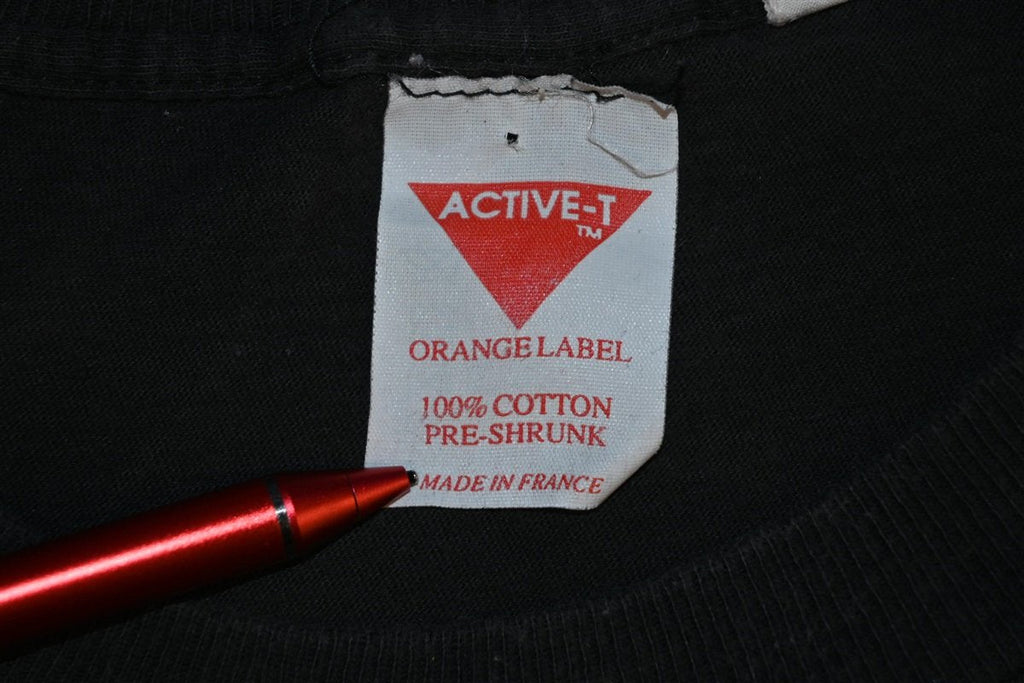 ACTIVE-T
TM
ORANGE LABEL
100% COTTON
PRE-SHRUNK
MADE IN FRANCE